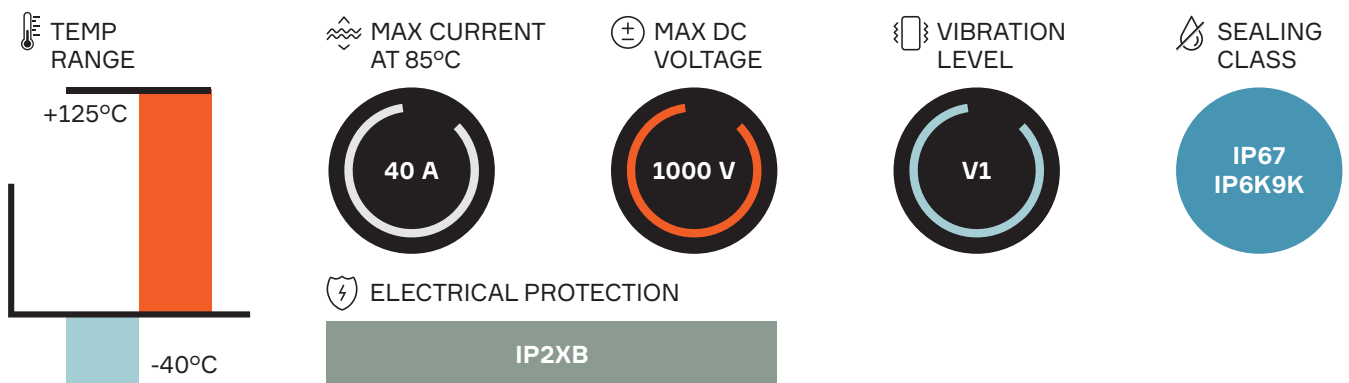 TEMP
RANGE
+125°C
-40°C
MAX CURRENT
AT 85°C
40 A
MAX DC
VOLTAGE
1000 V
VIBRATION
LEVEL
V1
SEALING
CLASS
IP67
IP6K9K
ELECTRICAL PROTECTION
IP2XB